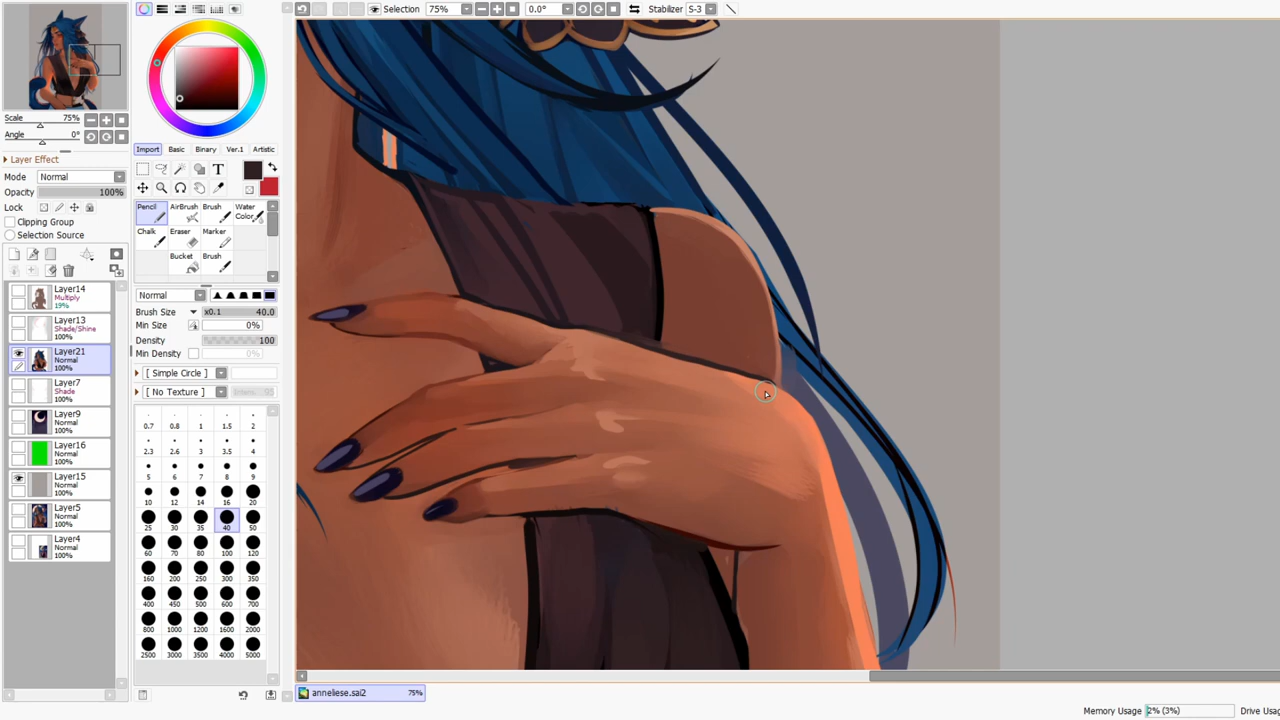 Selection 75% 0.0° Stabilizer S-3
Scale 75%
Angle 0°
Layer Effect
Mode Normal
Opacity 100%
Lock
Clipping Group
Selection Source
Layer14
Multiply
19%
Layer13
Shade/Shine
100%
Layer21
Normal
100%
Layer7
Shade
100%
Layer9
Normal
100%
Layer16
Normal
100%
Layer15
Normal
100%
Layer5
Normal
100%
Layer4
Normal
100%
Import Basic Binary Ver.1 Artistic
T
Pencil AirBrush Brush Water Color
Chalk Eraser Marker
Bucket Brush
Normal
Brush Size x0.1 40.0
Min Size 0%
Density 100
Min Density 0%
[ Simple Circle ]
[ No Texture ]
0.7 0.8 1 1.5 2
2.3 2.6 3 3.5 4
5 6 7 8 9
10 12 14 16 20
25 30 35 40 50
60 70 80 100 120
160 200 250 300 350
400 450 500 600 700
800 1000 1200 1600 2000
2500 3000 3500 4000 5000
anneliese.sai2 75%
Memory Usage 2% (3%) Drive Usag